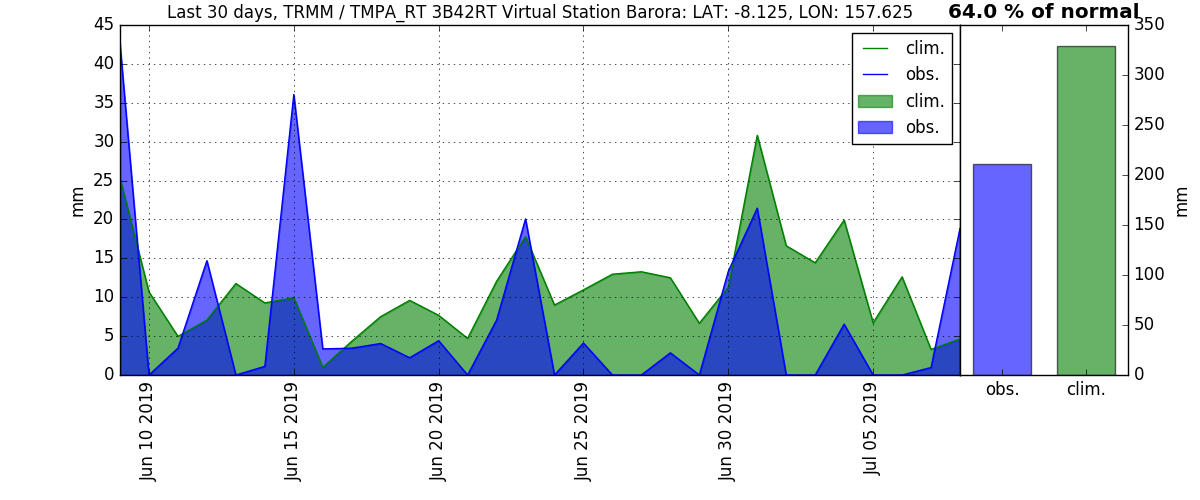 Last 30 days, TRMM / TMPA_RT 3B42RT Virtual Station Barora: LAT: -8.125, LON: 157.625
64.0 % of normal
mm
45
40
35
30
25
20
15
10
5
0
clim.
obs.
clim.
obs.
Jun 10 2019
Jun 15 2019
Jun 20 2019
Jun 25 2019
Jun 30 2019
Jul 05 2019
350
300
250
200
150
100
50
0
mm
obs.
clim.